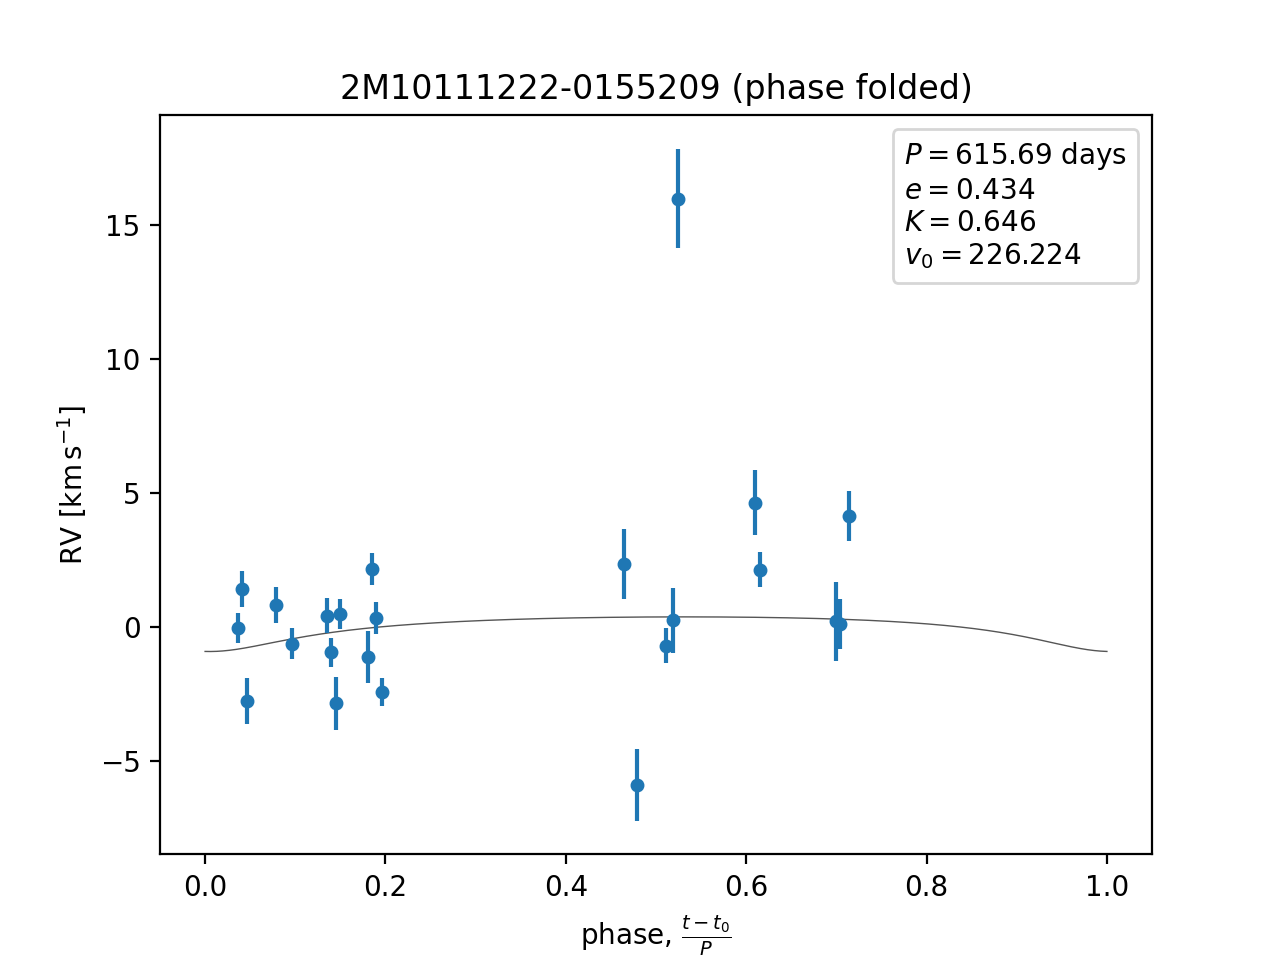 2M10111222-0155209 (phase folded)
P = 615.69 days
e = 0.434
K = 0.646
v₀ = 226.224
15
10
5
0
−5
RV [km s⁻¹]
0.0 0.2 0.4 0.6 0.8 1.0
phase, (t − t₀)/P